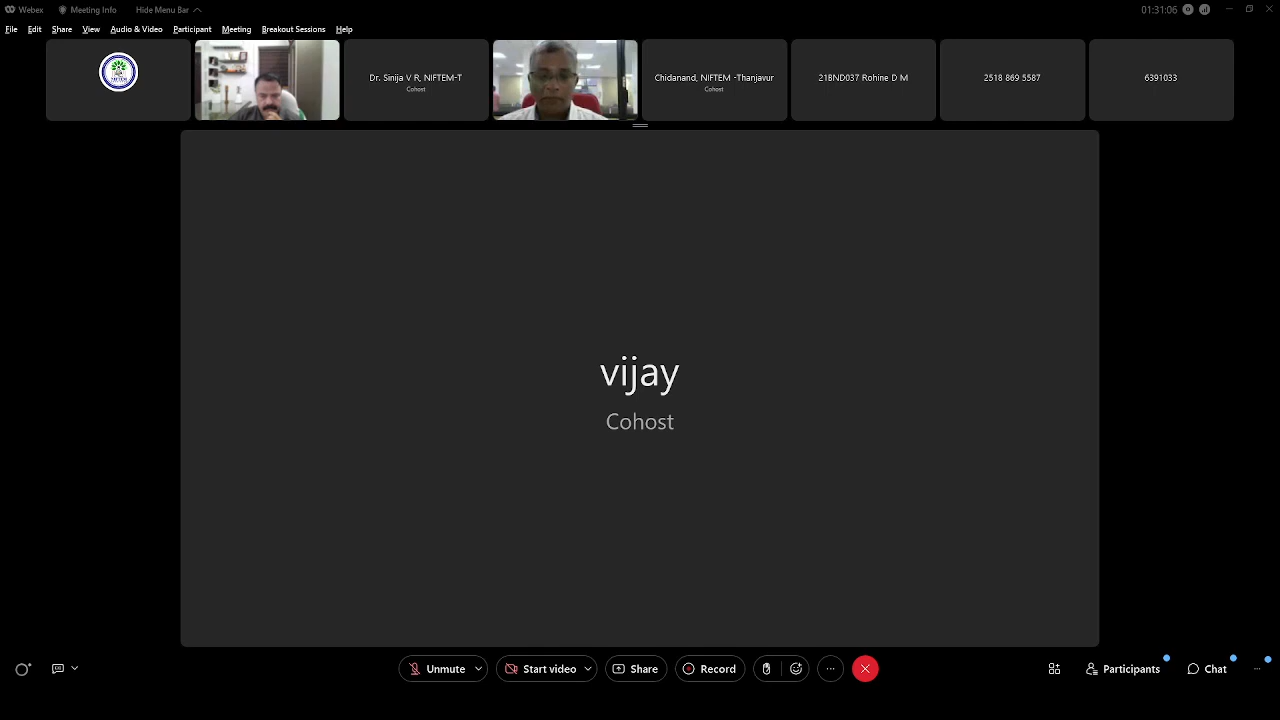 Webex
Meeting Info
Hide Menu Bar
01:31:06
File Edit Share View Audio & Video Participant Meeting Breakout Sessions Help
Dr. Sinija V R, NIFTEM-T
Cohost
Chidanand, NIFTEM -Thanjavur
Cohost
21BND037 Rohine D M
2518 869 5587
6391033
vijay
Cohost
Unmute
Start video
Share
Record
Participants
Chat